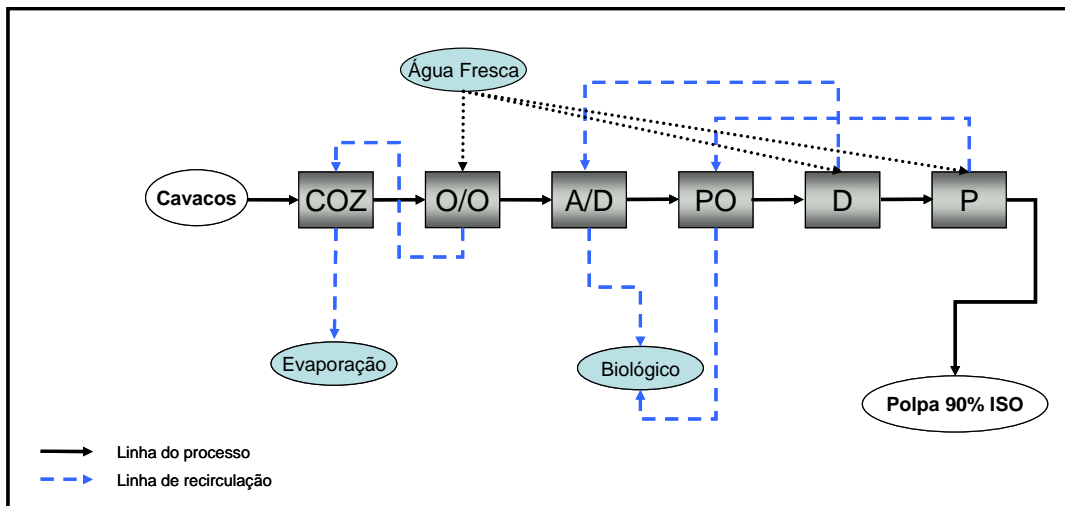 Água Fresca
Cavacos
COZ
O/O
A/D
PO
D
P
Evaporação
Biológico
Polpa 90% ISO
Linha do processo
Linha de recirculação